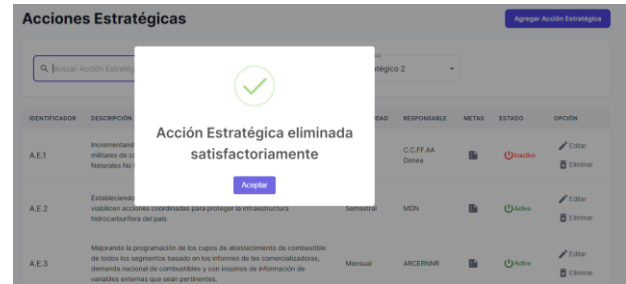 Acciones Estratégicas
Agregar Acción Estratégica
Buscar Acción Estratég
tégico 2
IDENTIFICADOR DESCRIPCIÓN DAD RESPONSABLE METAS ESTADO OPCIÓN
Acción Estratégica eliminada
satisfactoriamente
Aceptar
A.E.1
Incrementand
militares de c
Naturales No
C.C.FF.AA
Dimea
Inactivo
Editar
Eliminar
A.E.2
Estableciendo
viabilicen acciones coordinadas para proteger la infraestructura
hidrocarburífera del país
Semestral
MDN
Activo
Editar
Eliminar
A.E.3
Mejorando la programación de los cupos de abastecimiento de combustible
de todos los segmentos basado en los informes de las comercializadoras,
demanda nacional de combustibles y con insumos de información de
variables externas que sean pertinentes.
Mensual
ARCERNNR
Activo
Editar
Eliminar